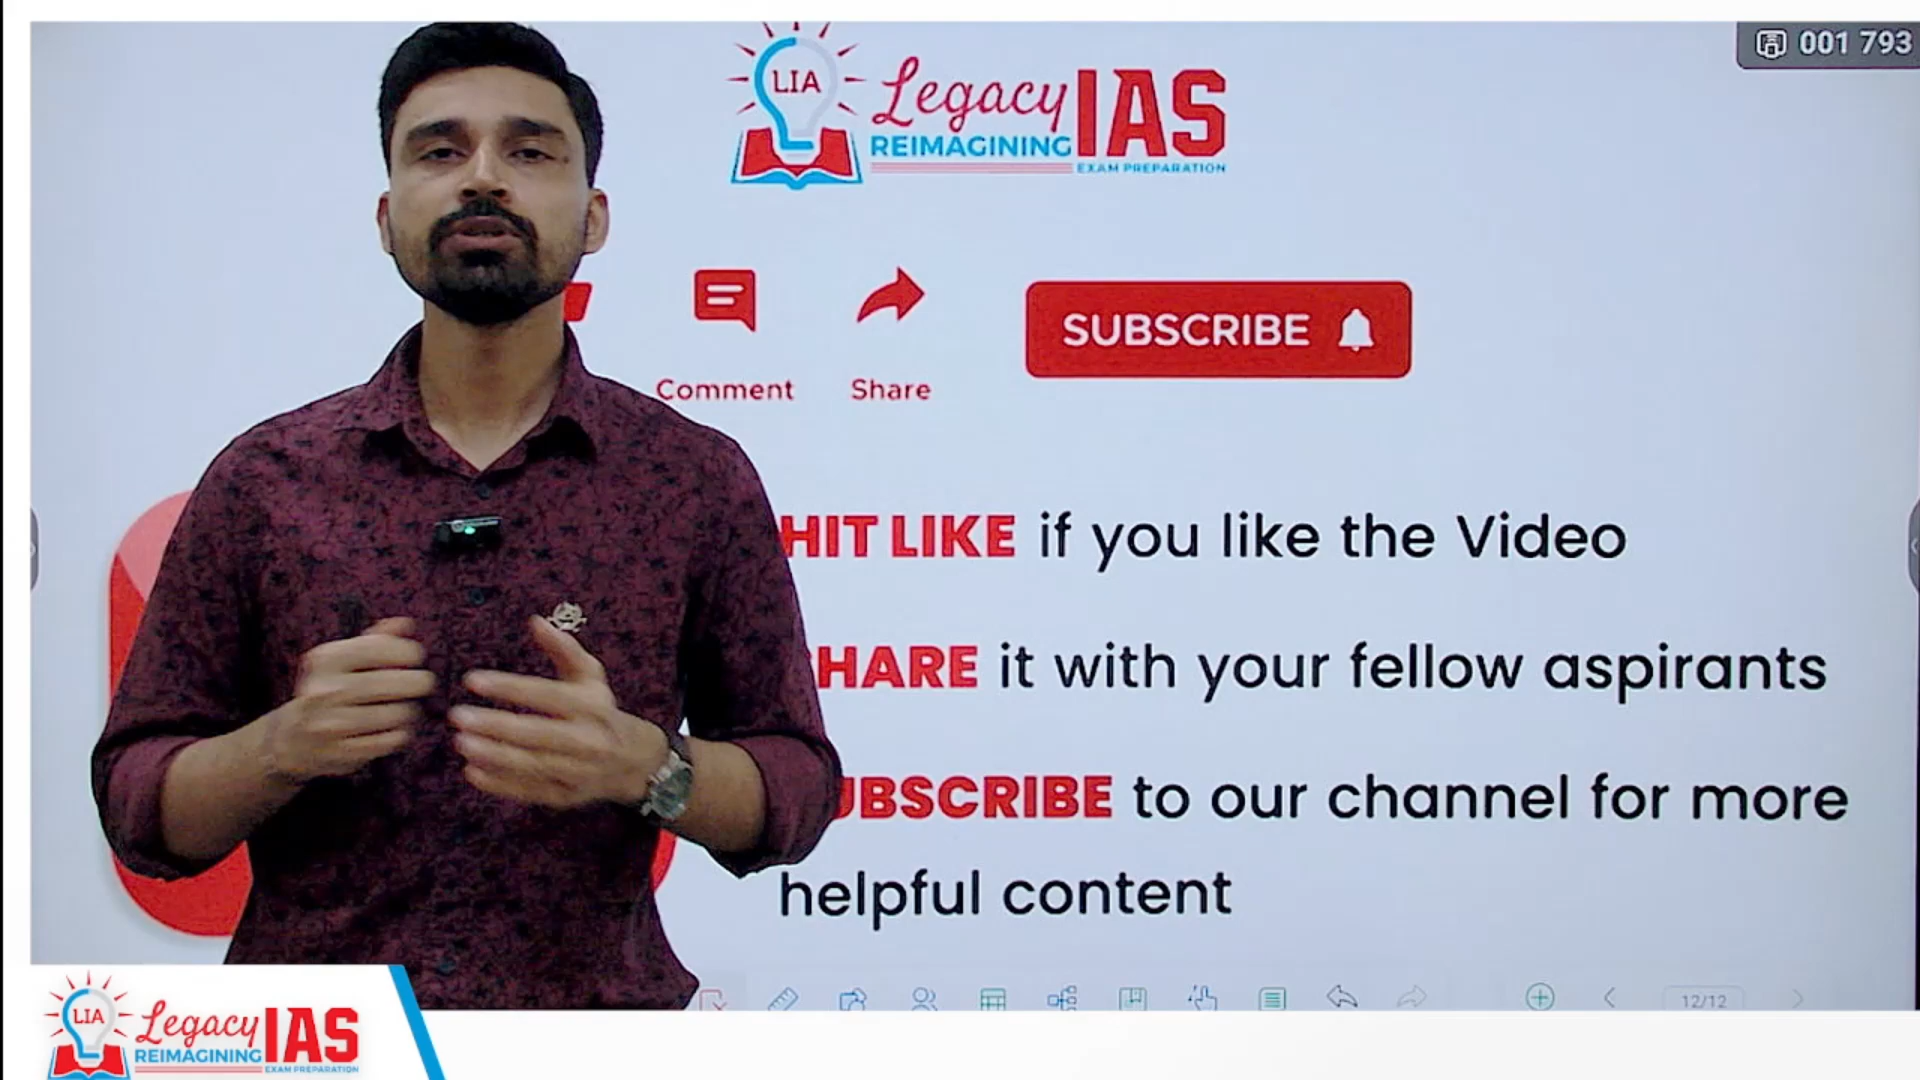 001 793
LIA
Legacy IAS
REIMAGINING
EXAM PREPARATION
Comment
Share
SUBSCRIBE
HIT LIKE if you like the Video
HARE it with your fellow aspirants
UBSCRIBE to our channel for more
helpful content
12/12
LIA
Legacy IAS
REIMAGINING
EXAM PREPARATION